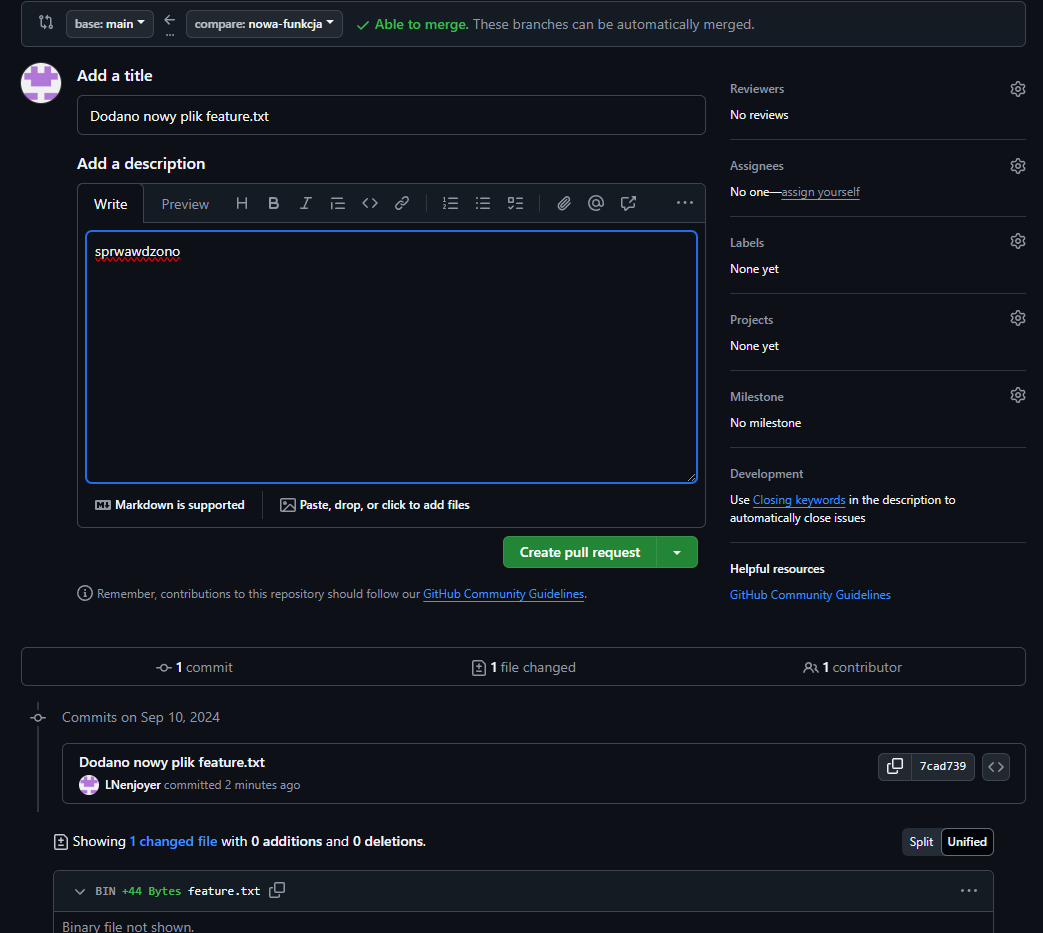 base: main
compare: nowa-funkcja
Able to merge. These branches can be automatically merged.
Add a title
Dodano nowy plik feature.txt
Add a description
Write
Preview
sprwawdzono
Markdown is supported
Paste, drop, or click to add files
Create pull request
Remember, contributions to this repository should follow our GitHub Community Guidelines.
Reviewers
No reviews
Assignees
No one—assign yourself
Labels
None yet
Projects
None yet
Milestone
No milestone
Development
Use Closing keywords in the description to
automatically close issues
Helpful resources
GitHub Community Guidelines
1 commit
1 file changed
1 contributor
Commits on Sep 10, 2024
Dodano nowy plik feature.txt
LNenjoyer committed 2 minutes ago
7cad739
Showing 1 changed file with 0 additions and 0 deletions.
Split
Unified
BIN +44 Bytes feature.txt
Binary file not shown.